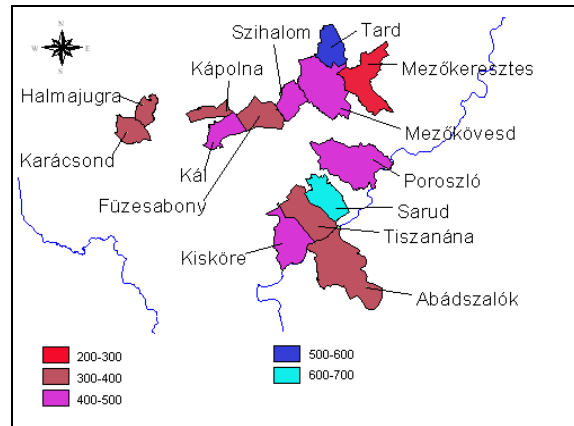 N
W E
S
Szihalom
Tard
Kápolna
Mezőkeresztes
Halmajugra
Karácsond
Mezőkövesd
Kál
Poroszló
Füzesabony
Sarud
Tiszanána
Kisköre
Abádszalók
200-300
300-400
400-500
500-600
600-700